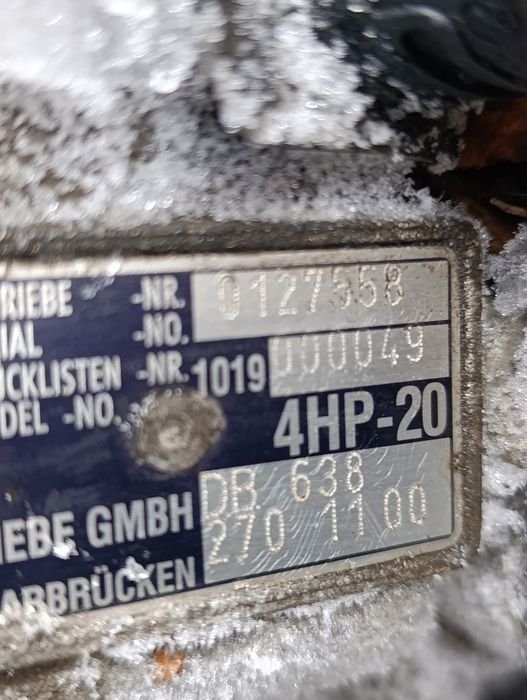 RIEBE -NR. 0127558
IAL -NO.
ÜCKLISTEN -NR. 1019 000049
DEL -NO.
4HP-20
DB 638
IEBE GMBH 270 1100
ARBRÜCKEN